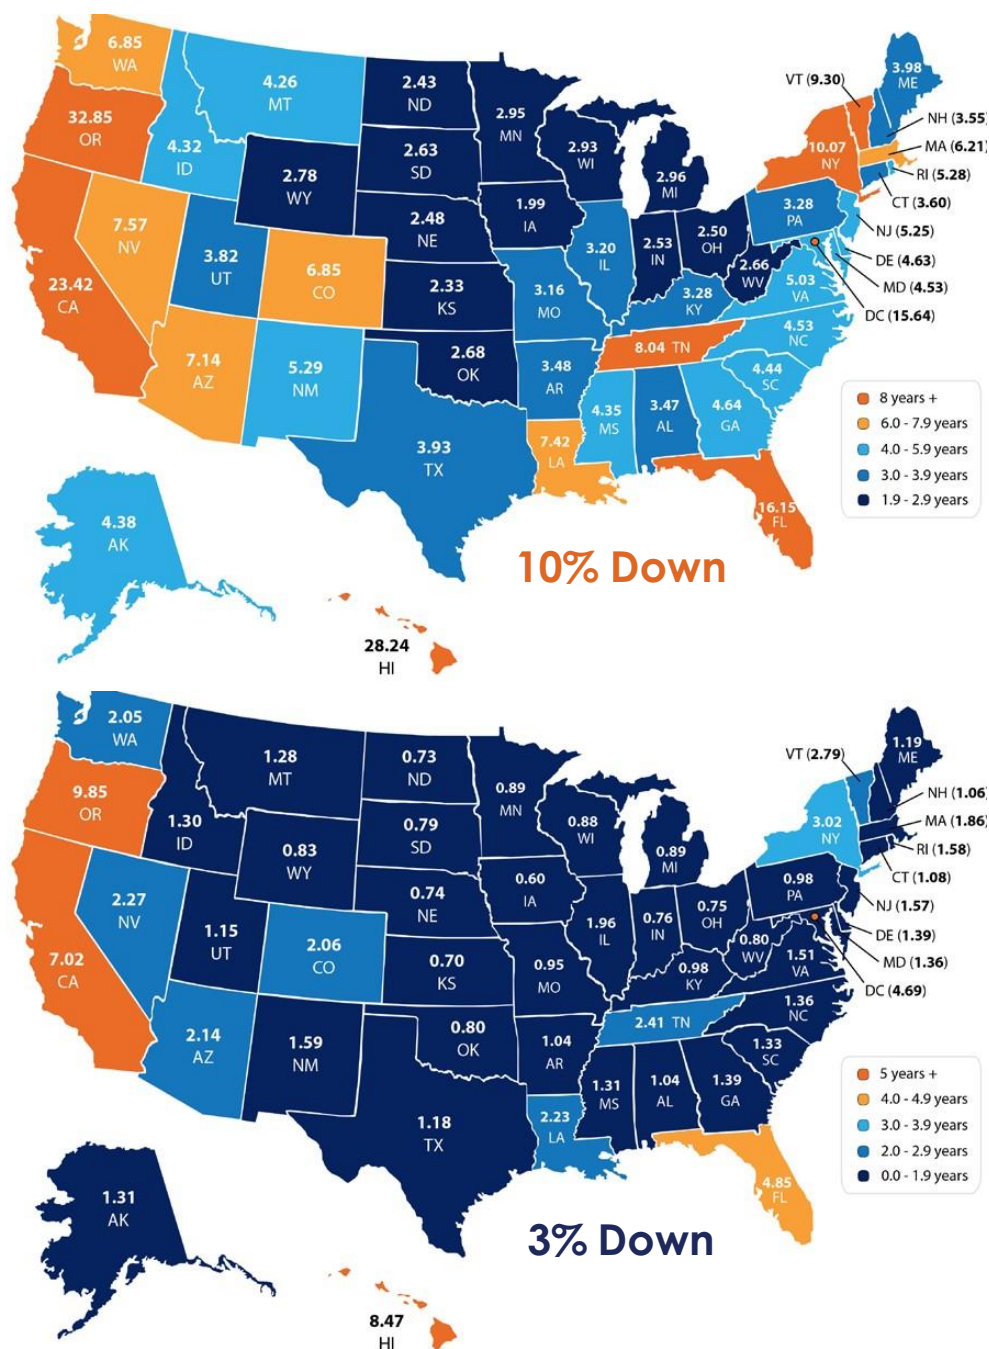 6.85
WA
32.85
OR
23.42
CA
7.57
NV
4.32
ID
4.26
MT
2.78
WY
3.82
UT
6.85
CO
7.14
AZ
5.29
NM
2.43
ND
2.63
SD
2.48
NE
2.33
KS
2.68
OK
3.93
TX
2.95
MN
1.99
IA
3.16
MO
3.48
AR
7.42
LA
2.93
WI
3.20
IL
2.96
MI
2.53
IN
2.50
OH
3.28
KY
8.04 TN
4.35
MS
3.47
AL
4.64
GA
16.15
FL
4.44
SC
4.53
NC
5.03
VA
2.66
WV
3.28
PA
10.07
NY
VT (9.30)
3.98
ME
NH (3.55)
MA (6.21)
RI (5.28)
CT (3.60)
NJ (5.25)
DE (4.63)
MD (4.53)
DC (15.64)
8 years +
6.0 - 7.9 years
4.0 - 5.9 years
3.0 - 3.9 years
1.9 - 2.9 years
4.38
AK
28.24
HI
10% Down
2.05
WA
9.85
OR
7.02
CA
2.27
NV
1.30
ID
1.28
MT
0.83
WY
1.15
UT
2.06
CO
2.14
AZ
1.59
NM
0.73
ND
0.79
SD
0.74
NE
0.70
KS
0.80
OK
1.18
TX
0.89
MN
0.60
IA
0.95
MO
1.04
AR
2.23
LA
0.88
WI
1.96
IL
0.89
MI
0.76
IN
0.75
OH
0.98
KY
2.41 TN
1.31
MS
1.04
AL
1.39
GA
4.85
FL
1.33
SC
1.36
NC
1.51
VA
0.80
WV
0.98
PA
3.02
NY
VT (2.79)
1.19
ME
NH (1.06)
MA (1.86)
RI (1.58)
CT (1.08)
NJ (1.57)
DE (1.39)
MD (1.36)
DC (4.69)
5 years +
4.0 - 4.9 years
3.0 - 3.9 years
2.0 - 2.9 years
0.0 - 1.9 years
1.31
AK
8.47
HI
3% Down